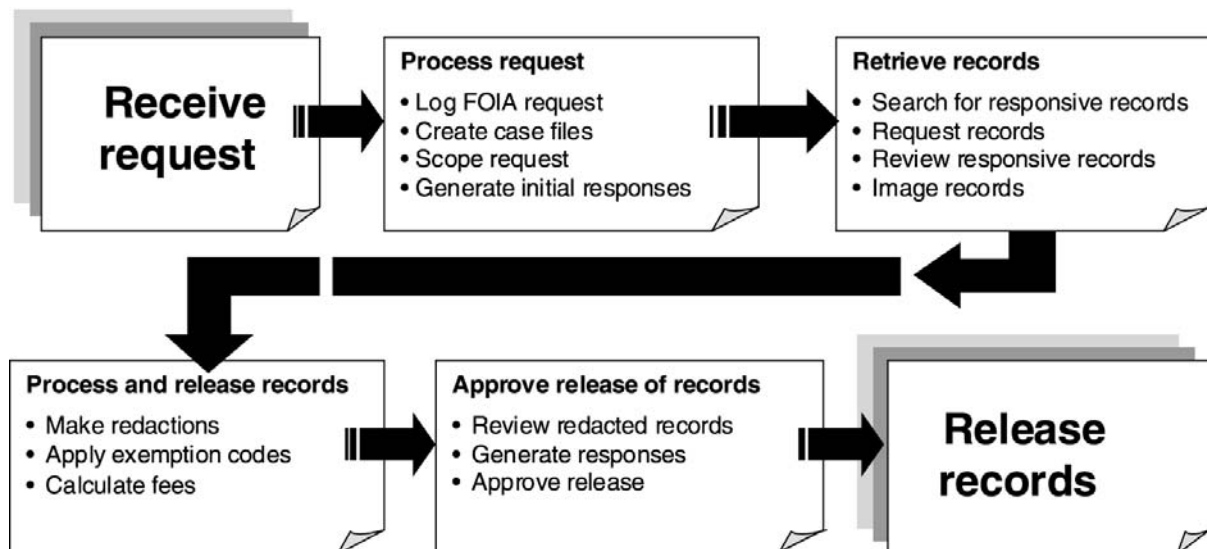 Receive
request
Process request
• Log FOIA request
• Create case files
• Scope request
• Generate initial responses
Retrieve records
• Search for responsive records
• Request records
• Review responsive records
• Image records
Process and release records
• Make redactions
• Apply exemption codes
• Calculate fees
Approve release of records
• Review redacted records
• Generate responses
• Approve release
Release
records